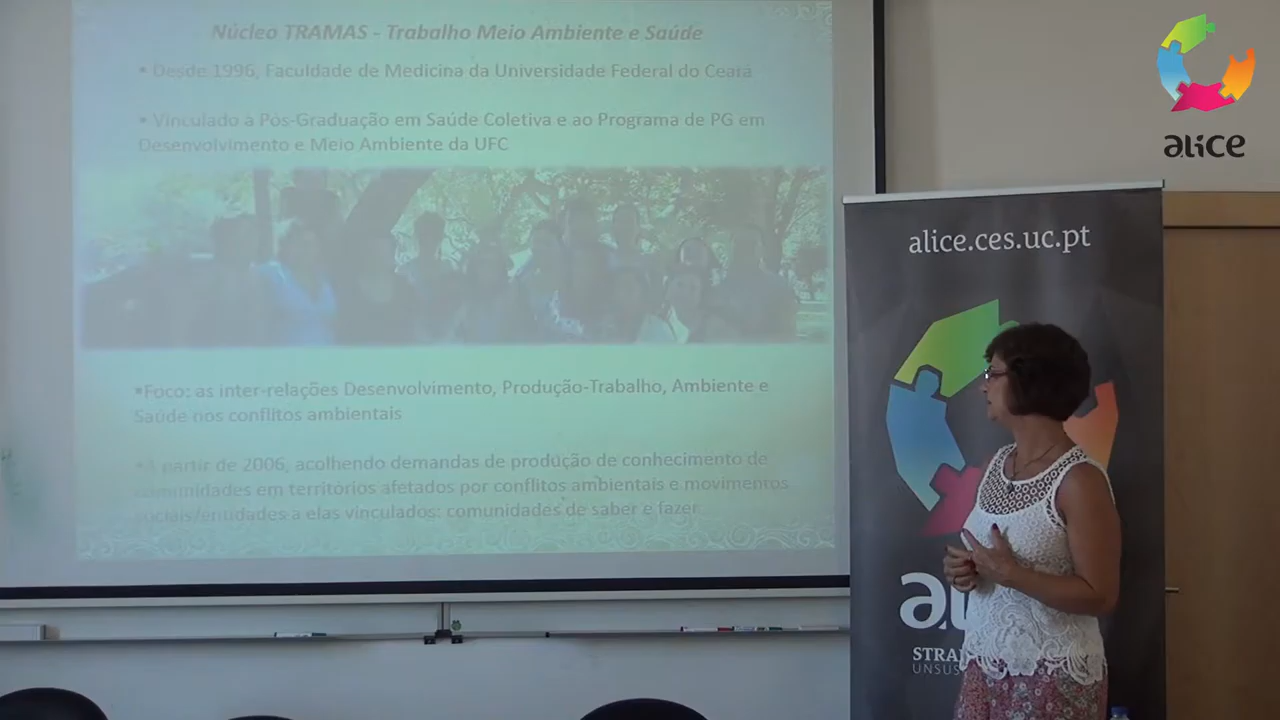 Núcleo TRAMAS - Trabalho Meio Ambiente e Saúde
• Desde 1996, Faculdade de Medicina da Universidade Federal do Ceará
• Vinculado à Pós-Graduação em Saúde Coletiva e ao Programa de PG em
Desenvolvimento e Meio Ambiente da UFC
•Foco: as inter-relações Desenvolvimento, Produção-Trabalho, Ambiente e
Saúde nos conflitos ambientais
•A partir de 2006, acolhendo demandas de produção de conhecimento de
comunidades em territórios afetados por conflitos ambientais e movimentos
sociais/entidades a elas vinculados: comunidades de saber e fazer
alice
alice.ces.uc.pt
al
STRA
UNSUS